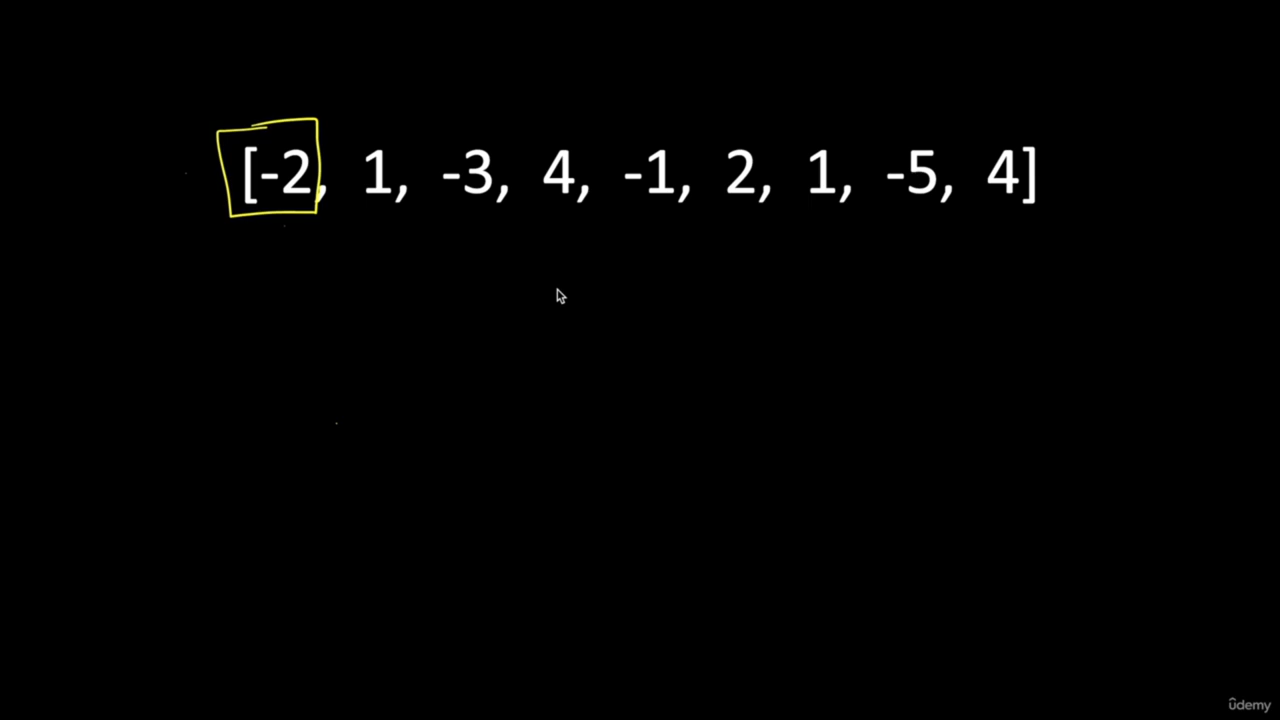 [-2, 1, -3, 4, -1, 2, 1, -5, 4]
ûdemy